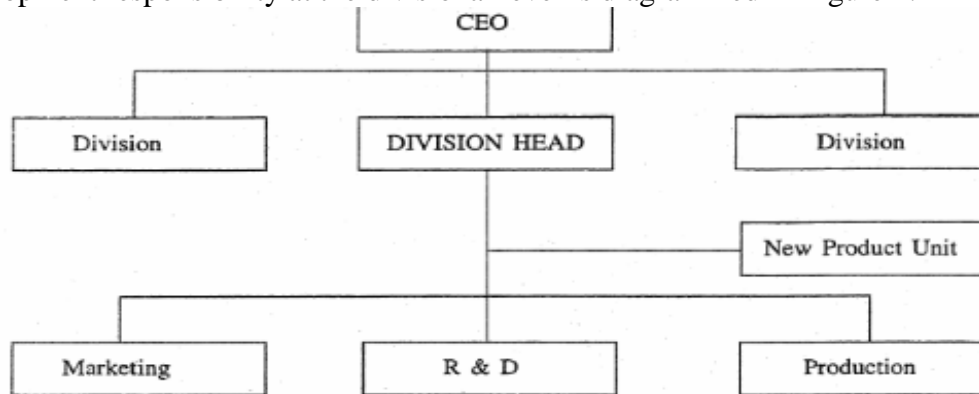 CEO
Division DIVISION HEAD Division
New Product Unit
Marketing R & D Production